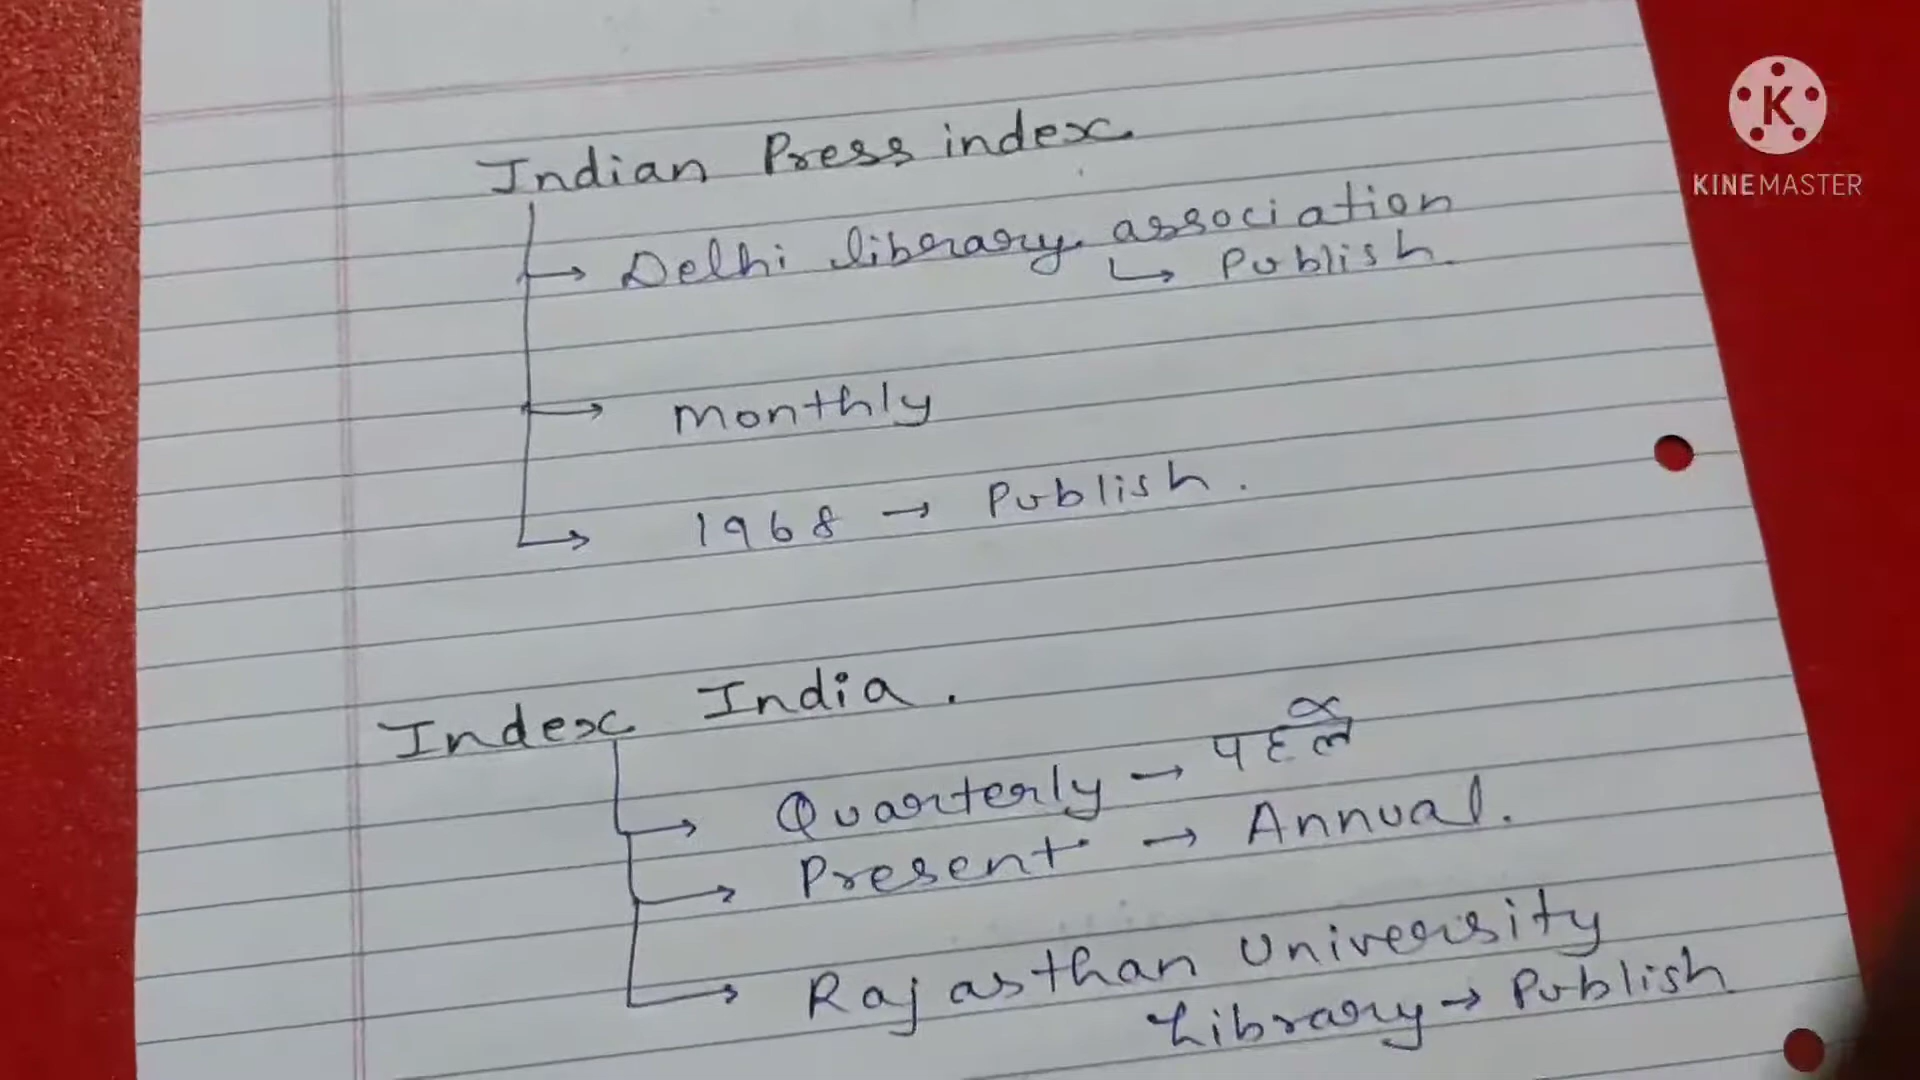 Indian Press index.
→ Delhi library association
↳ Publish.
→ Monthly
→ 1968 → Publish.
Index India.
→ Quarterly → पहले
→ Present → Annual.
→ Rajasthan University
Library → Publish
K
KINEMASTER